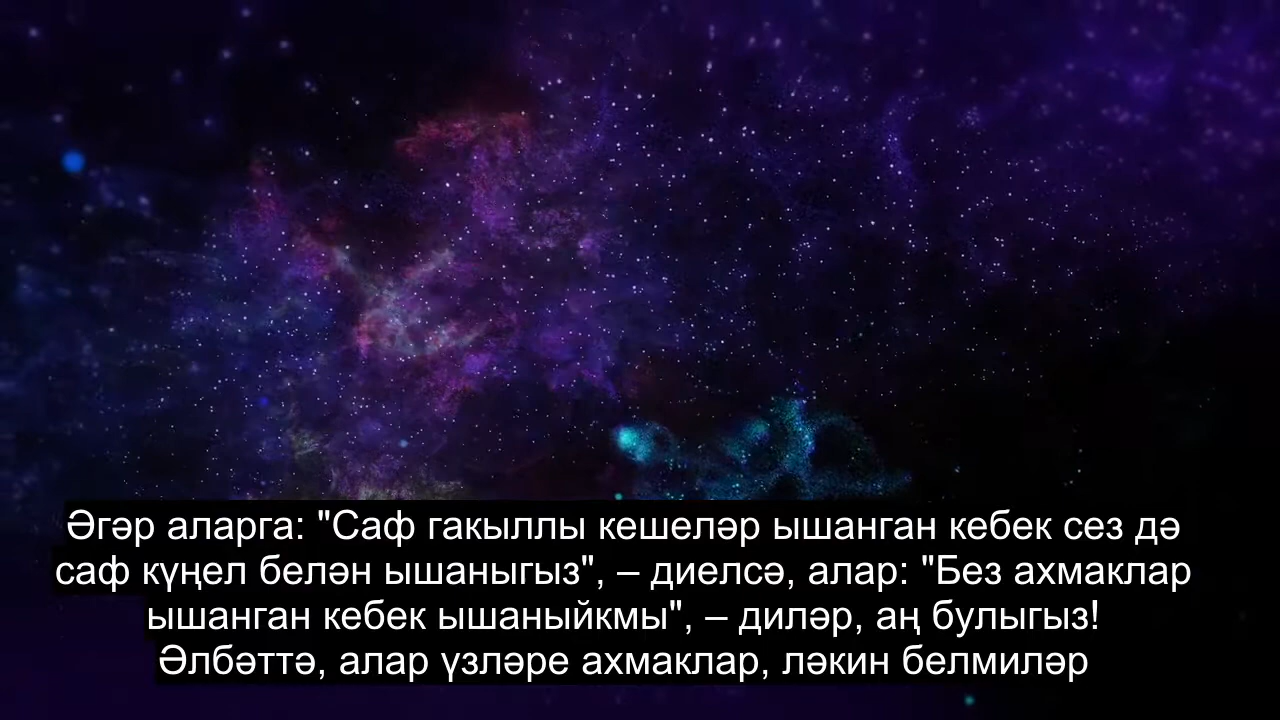 Әгәр аларга: "Саф гакыллы кешеләр ышанган кебек сез дә
саф күңел белән ышаныгыз", – диелсә, алар: "Без ахмаклар
ышанган кебек ышаныйкмы", – диләр, аң булыгыз!
Әлбәттә, алар үзләре ахмаклар, ләкин белмиләр